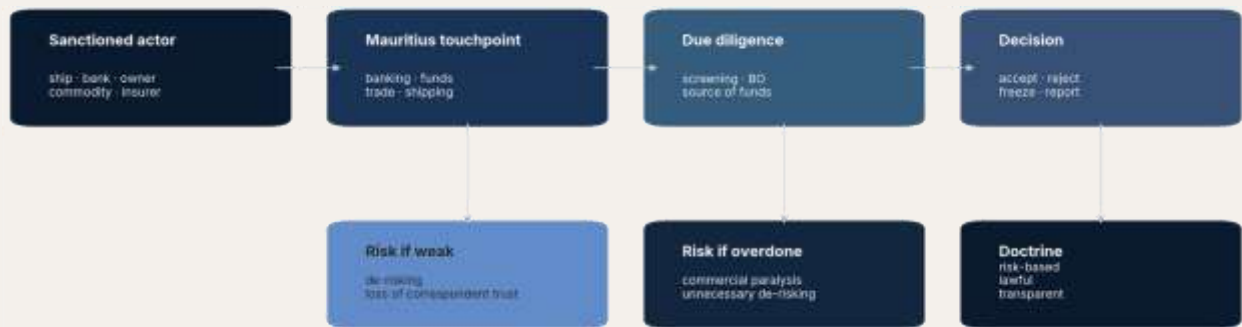 Sanctioned actor
ship · bank · owner
commodity · insurer
Mauritius touchpoint
banking · funds
trade · shipping
Due diligence
screening · BO
source of funds
Decision
accept · reject
freeze · report
Risk if weak
de-risking
loss of correspondent trust
Risk if overdone
commercial paralysis
unnecessary de-risking
Doctrine
risk-based
lawful
transparent